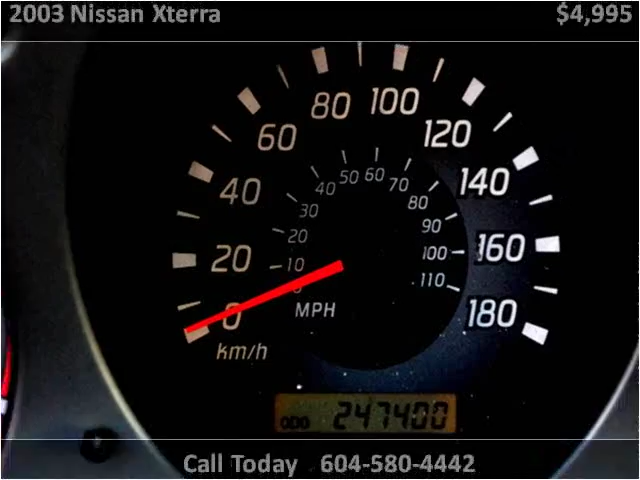 2003 Nissan Xterra $4,995
80 100
60 120
40 140
20 160
0 180
km/h
50 60 70
40 80
30 90
20 100
10 110
MPH
ODO 247400
Call Today 604-580-4442